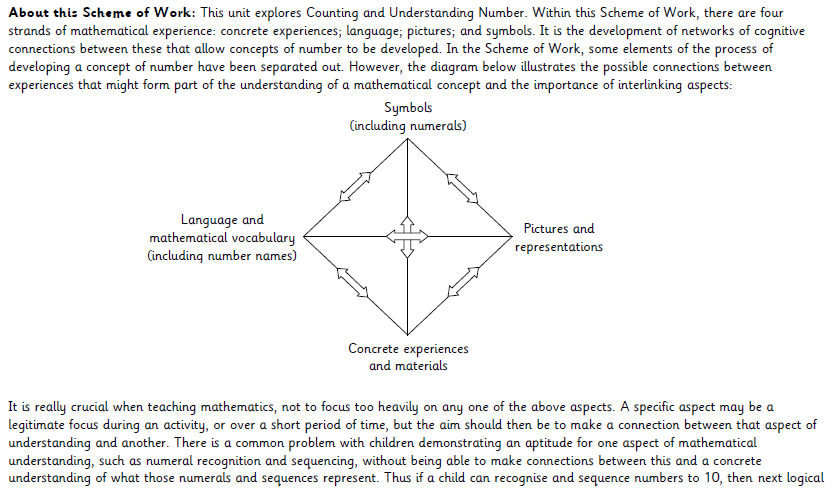 About this Scheme of Work: This unit explores Counting and Understanding Number. Within this Scheme of Work, there are four
strands of mathematical experience: concrete experiences; language; pictures; and symbols. It is the development of networks of cognitive
connections between these that allow concepts of number to be developed. In the Scheme of Work, some elements of the process of
developing a concept of number have been separated out. However, the diagram below illustrates the possible connections between
experiences that might form part of the understanding of a mathematical concept and the importance of interlinking aspects:
Symbols
(including numerals)
Language and
mathematical vocabulary
(including number names)
Pictures and
representations
Concrete experiences
and materials
It is really crucial when teaching mathematics, not to focus too heavily on any one of the above aspects. A specific aspect may be a
legitimate focus during an activity, or over a short period of time, but the aim should then be to make a connection between that aspect of
understanding and another. There is a common problem with children demonstrating an aptitude for one aspect of mathematical
understanding, such as numeral recognition and sequencing, without being able to make connections between this and a concrete
understanding of what those numerals and sequences represent. Thus if a child can recognise and sequence numbers to 10, then next logical